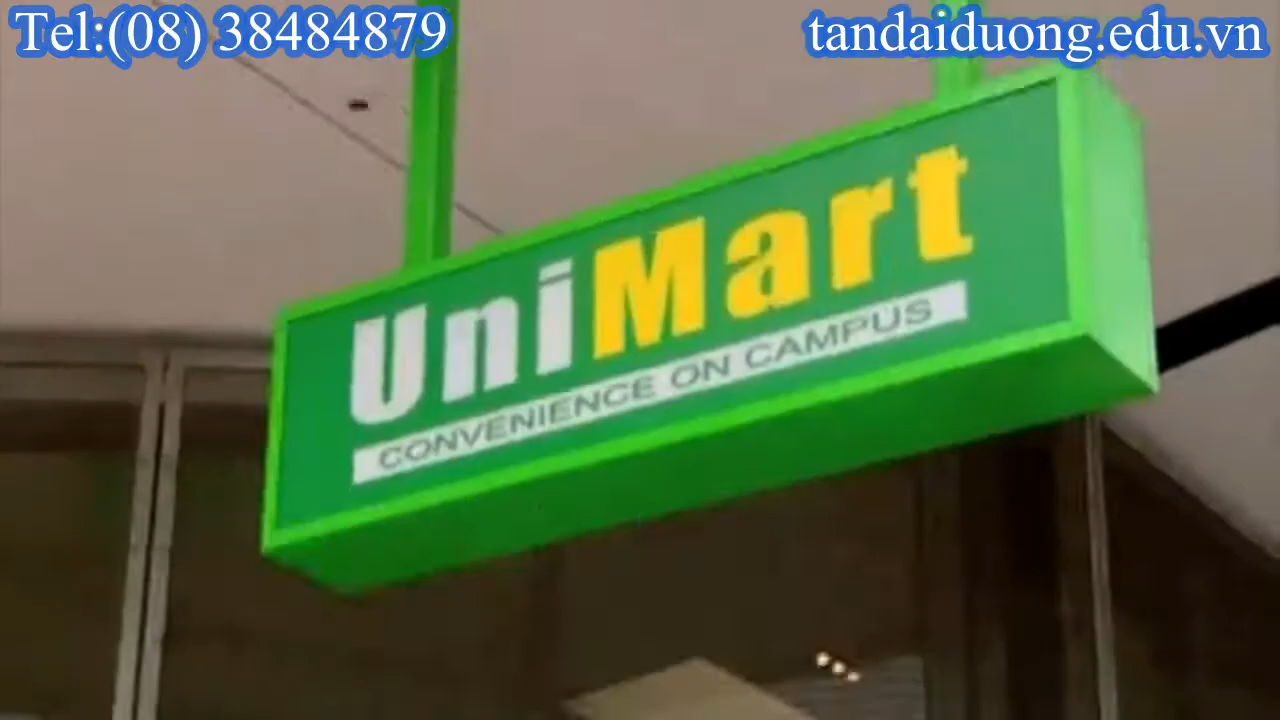 Tel:(08) 38484879
tandaiduong.edu.vn
UniMart
CONVENIENCE ON CAMPUS